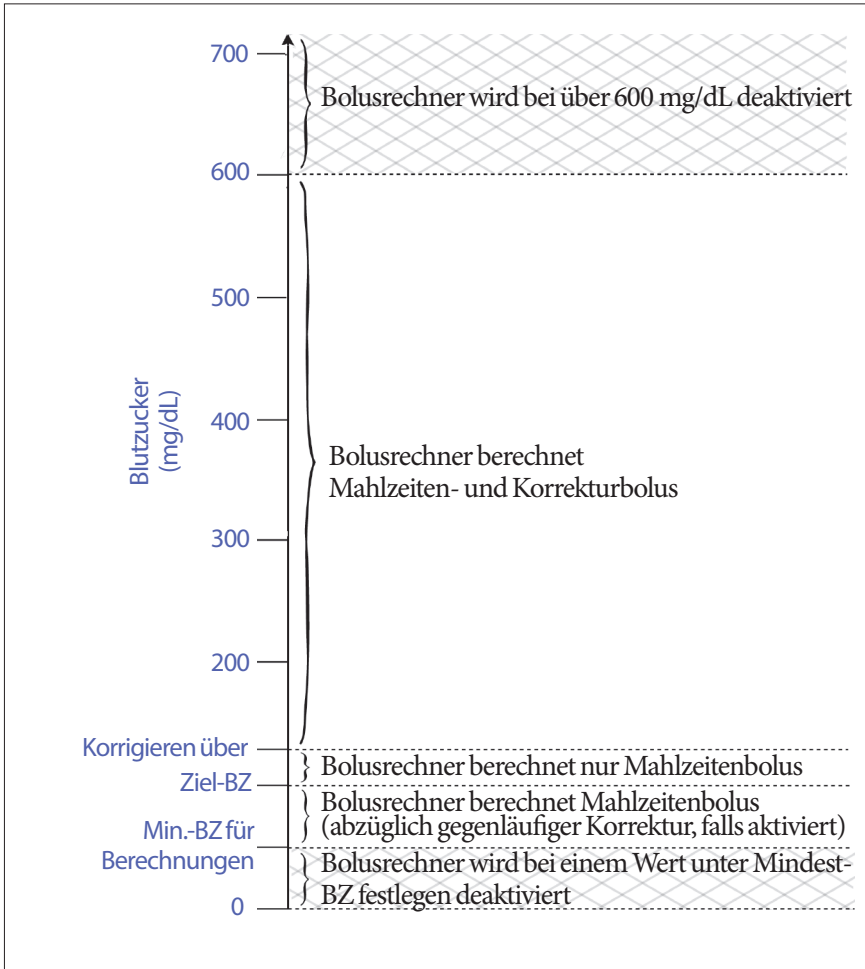 700
Bolusrechner wird bei über 600 mg/dL deaktiviert
600
500
Blutzucker
(mg/dL)
400
Bolusrechner berechnet
Mahlzeiten- und Korrekturbolus
300
200
Korrigieren über
Bolusrechner berechnet nur Mahlzeitenbolus
Ziel-BZ
Bolusrechner berechnet Mahlzeitenbolus
(abzüglich gegenläufiger Korrektur, falls aktiviert)
Min.-BZ für
Berechnungen
Bolusrechner wird bei einem Wert unter Mindest-
BZ festlegen deaktiviert
0